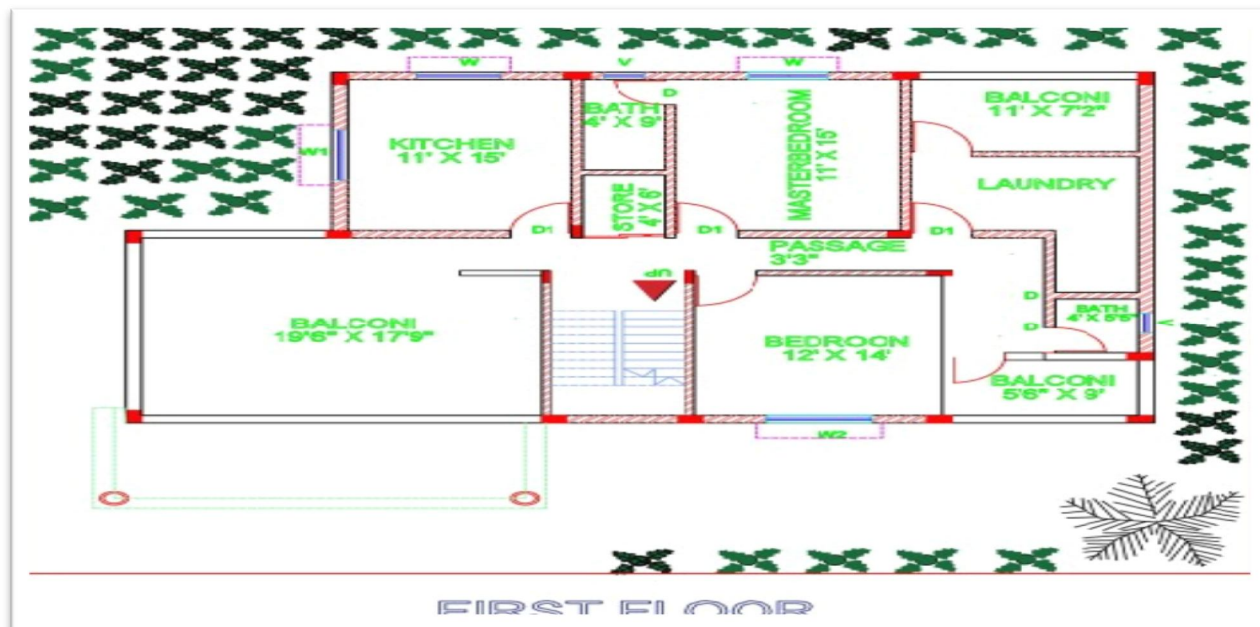 W
V
W
D
BATH
4' X 9'
BALCONI
11' X 7'2"
KITCHEN
11' X 15'
MASTERBEDROOM
11' X 15'
W1
STORE
4' X 6'
LAUNDRY
D1
D1
D1
PASSAGE
3'3"
UP
D
BATH
4' X 5'6"
V
D
BALCONI
19'6" X 17'9"
BEDROON
12' X 14'
BALCONI
5'6" X 9'
W2
FIRST FLOOR